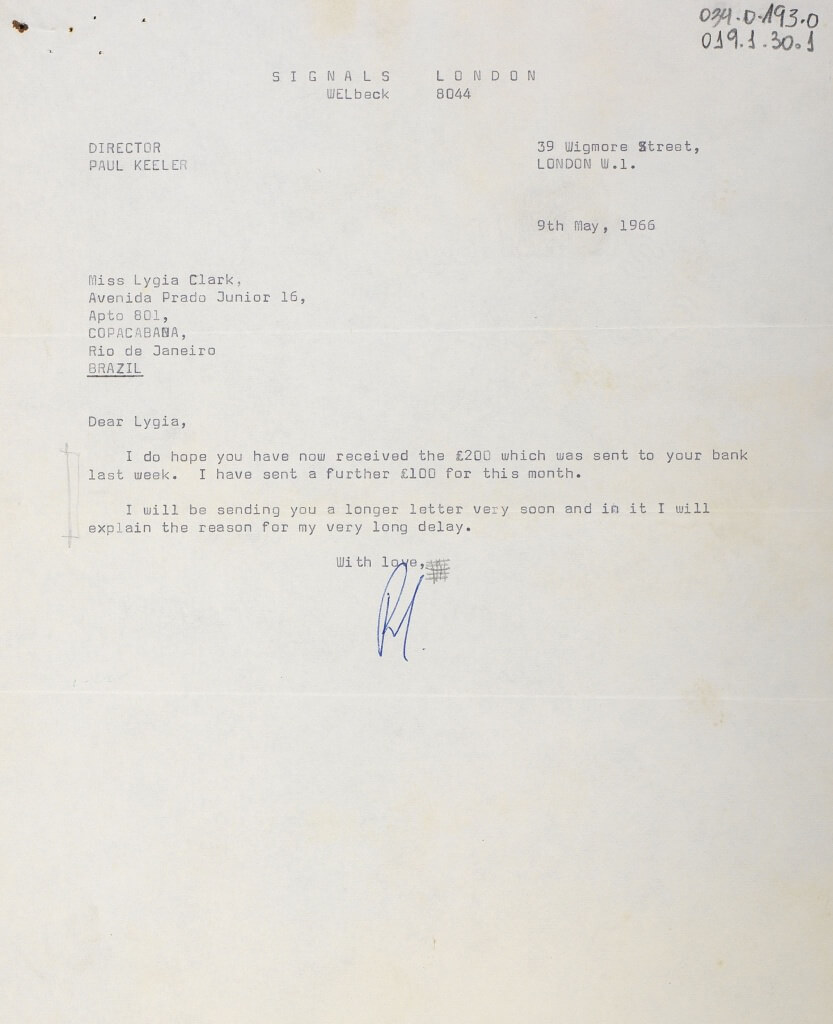 034.0.193.0
019.1.30.1
SIGNALS LONDON
WELbeck 8044
DIRECTOR
PAUL KEELER
39 Wigmore Street,
LONDON W.1.
9th May, 1966
Miss Lygia Clark,
Avenida Prado Junior 16,
Apto 801,
COPACABANA,
Rio de Janeiro
BRAZIL
Dear Lygia,
I do hope you have now received the £200 which was sent to your bank
last week. I have sent a further £100 for this month.
I will be sending you a longer letter very soon and in it I will
explain the reason for my very long delay.
With love,